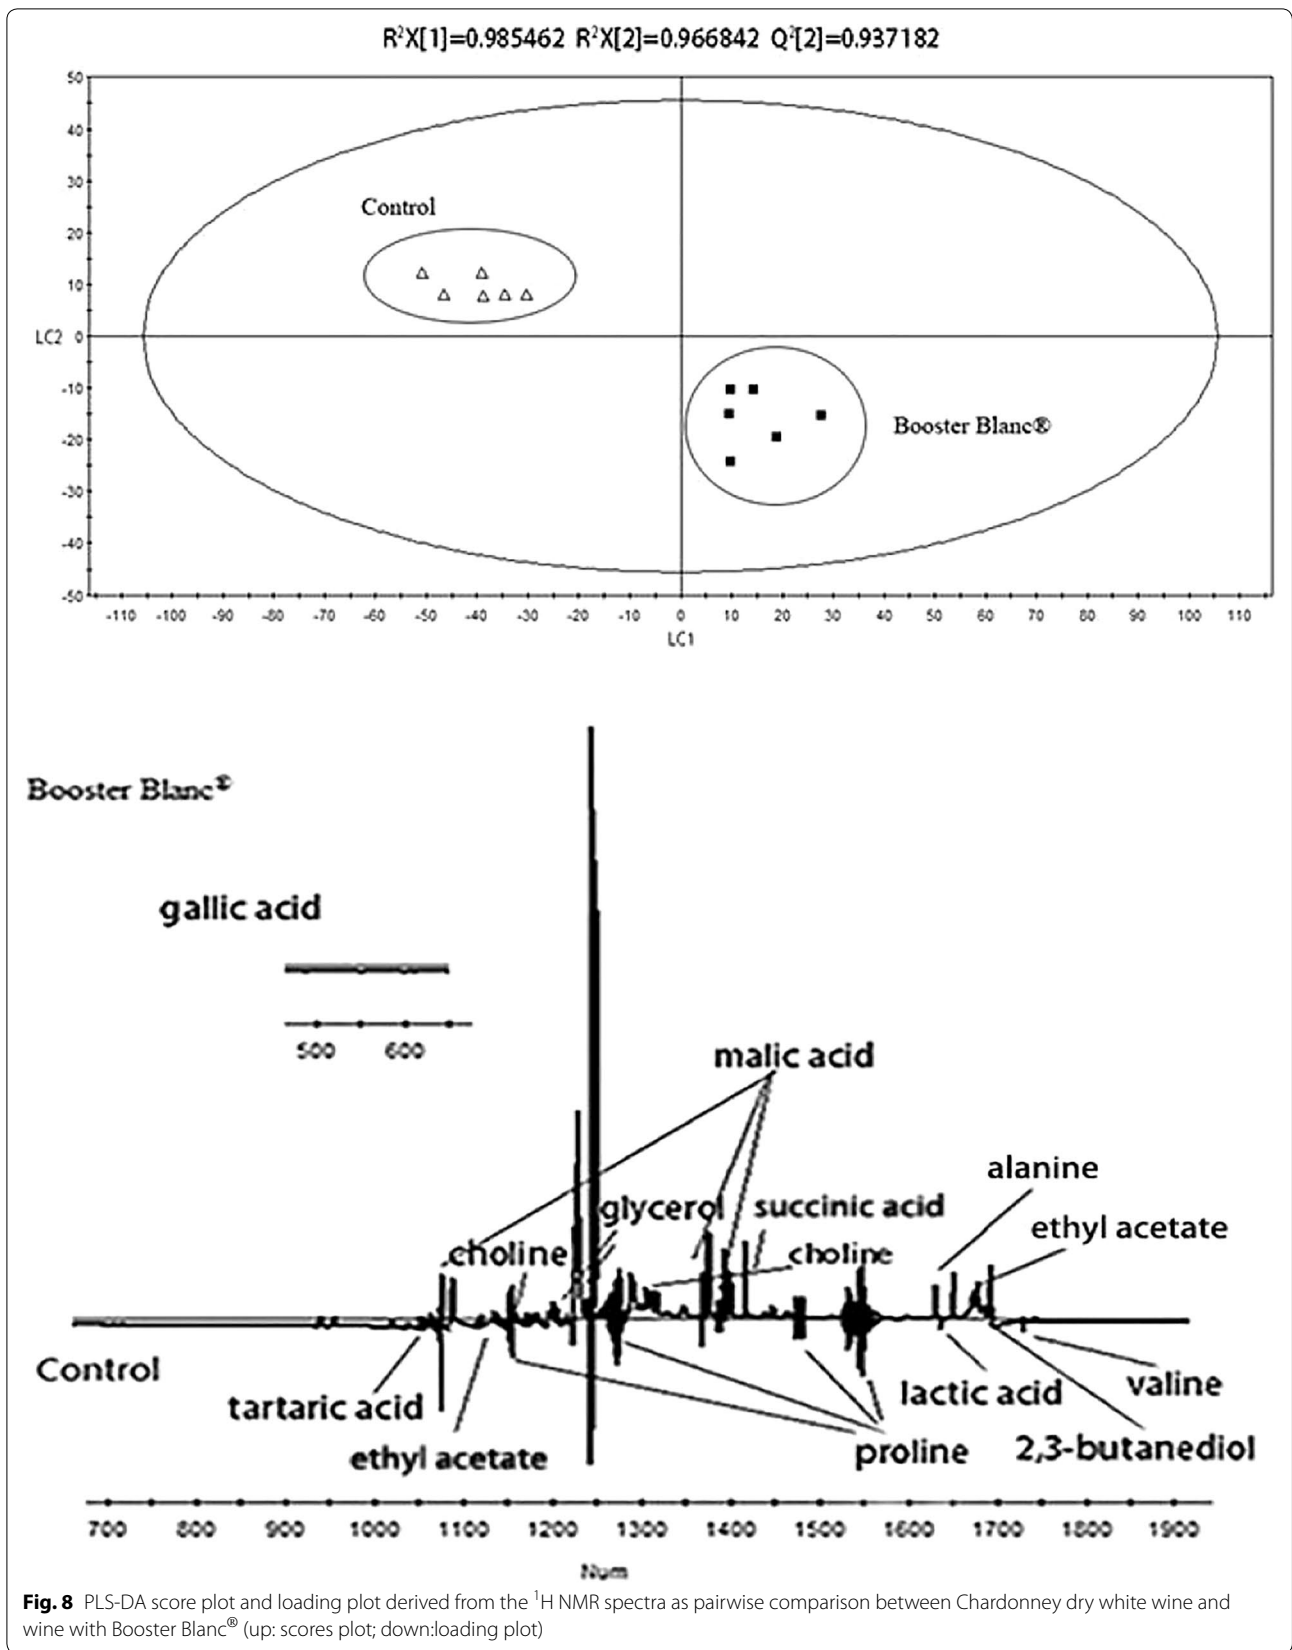 R²X[1]=0.985462 R²X[2]=0.966842 Q²[2]=0.937182
50
40
30
20
10
LC2 0
-10
-20
-30
-40
-50
Control
Booster Blanc®
-110 -100 -90 -80 -70 -60 -50 -40 -30 -20 -10 0 10 20 30 40 50 60 70 80 90 100 110
LC1
Booster Blanc®
gallic acid
500 600
malic acid
alanine
glycerol succinic acid
ethyl acetate
choline choline
Control
tartaric acid lactic acid valine
ethyl acetate proline 2,3-butanediol
700 800 900 1000 1100 1200 1300 1400 1500 1600 1700 1800 1900
Num
Fig. 8 PLS-DA score plot and loading plot derived from the ¹H NMR spectra as pairwise comparison between Chardonney dry white wine and
wine with Booster Blanc® (up: scores plot; down:loading plot)